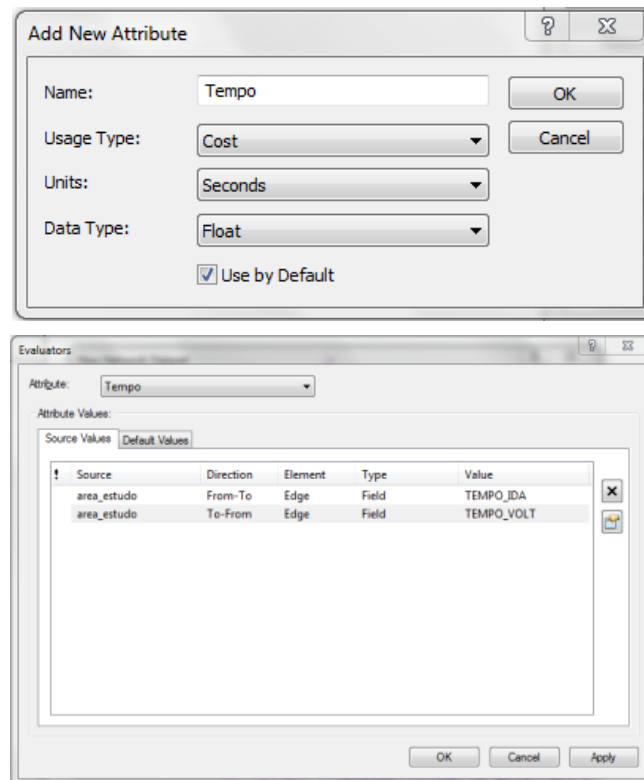 Add New Attribute
Name: Tempo OK
Usage Type: Cost Cancel
Units: Seconds
Data Type: Float
Use by Default
Evaluators
Attribute: Tempo
Attribute Values:
Source Values Default Values
! Source Direction Element Type Value
area_estudo From-To Edge Field TEMPO_IDA
area_estudo To-From Edge Field TEMPO_VOLT
OK Cancel Apply